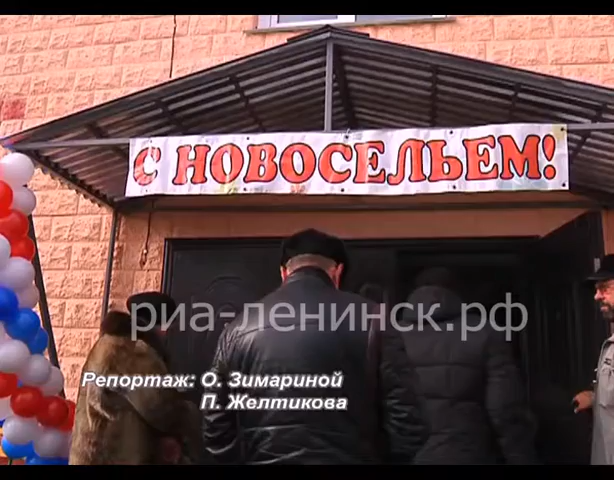 С НОВОСЕЛЬЕМ!
риа-ленинск.рф
Репортаж: О. Зимариной
П. Желтикова